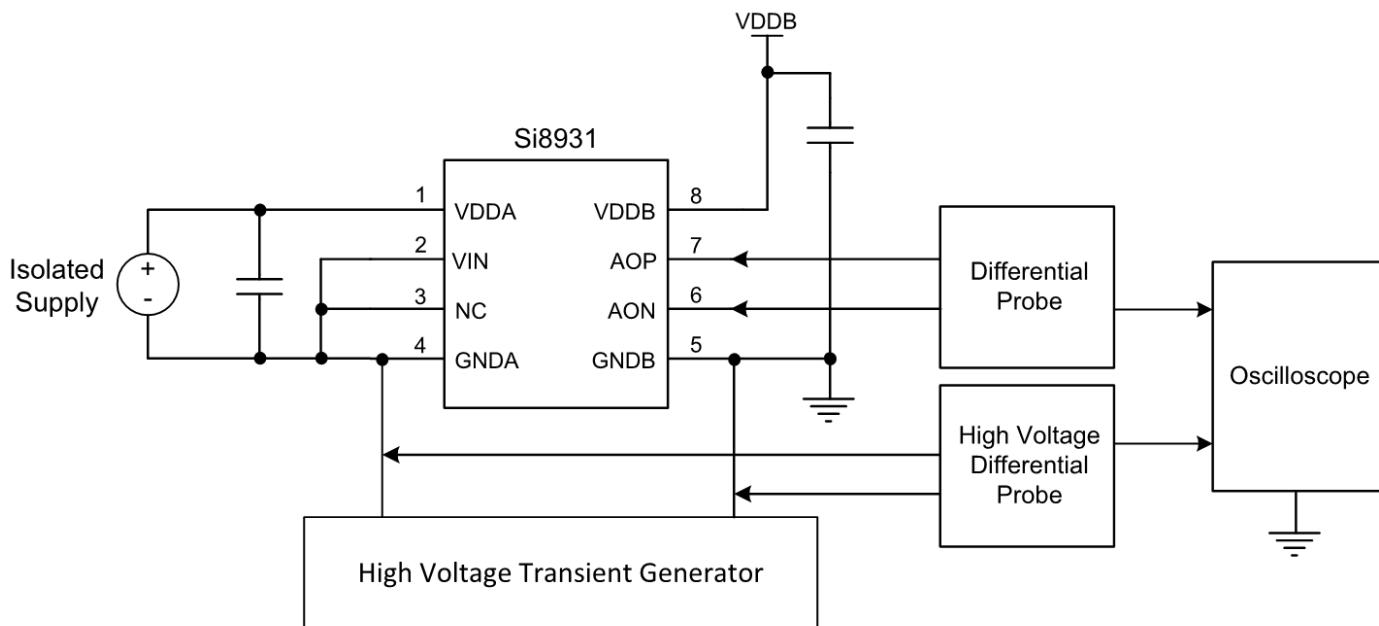 VDDB
Si8931
1
VDDA
VDDB
8
2
VIN
AOP
7
3
NC
AON
6
4
GNDA
GNDB
5
Isolated
Supply
+
-
Differential
Probe
High Voltage
Differential
Probe
Oscilloscope
High Voltage Transient Generator